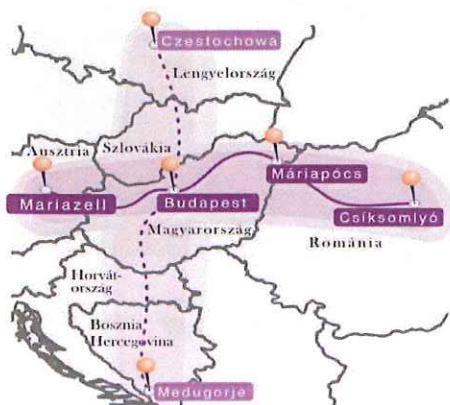 Czestochowa
Lengyelország
Ausztria
Szlovákia
Máriapócs
Mariazell
Budapest
Csíksomlyó
Magyarország
Románia
Horvát-
ország
Bosznia
Hercegovina
Medugorje